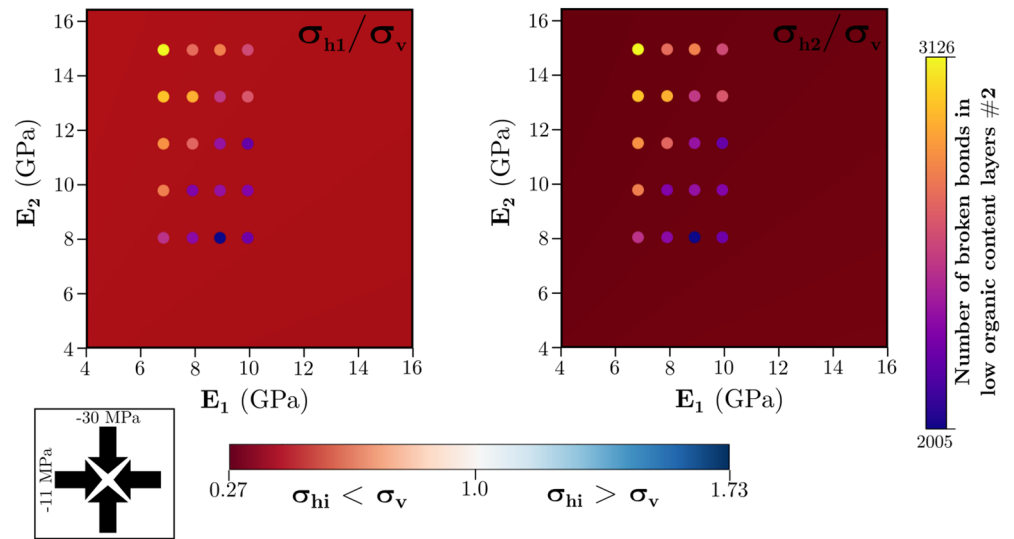 σh1/σv
16
14
12
10
8
6
4
E2 (GPa)
4
6
8
10
12
14
16
E1 (GPa)
σh2/σv
16
14
12
10
8
6
4
E2 (GPa)
4
6
8
10
12
14
16
E1 (GPa)
3126
2005
Number of broken bonds in
low organic content layers #2
-30 MPa
-11 MPa
0.27
1.0
1.73
σhi < σv
σhi > σv